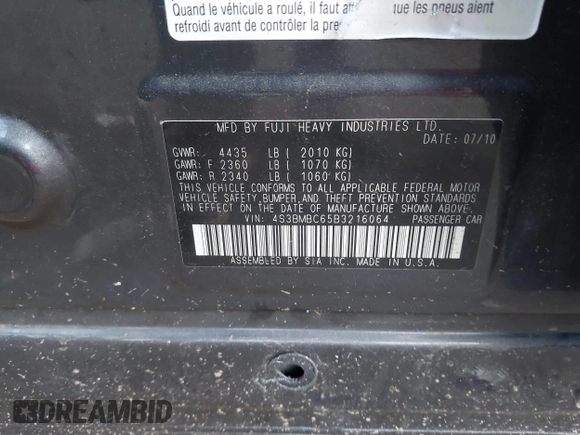 Quand le véhicule a roulé, il faut que les pneus aient
refroidi avant de contrôler la
MFD BY FUJI HEAVY INDUSTRIES LTD.
DATE: 07/10
GVWR: 4435 LB ( 2010 KG)
GAWR: F 2360 LB ( 1070 KG)
GAWR: R 2340 LB ( 1060 KG)
THIS VEHICLE CONFORMS TO ALL APPLICABLE FEDERAL MOTOR
VEHICLE SAFETY, BUMPER, AND THEFT PREVENTION STANDARDS
IN EFFECT ON THE DATE OF MANUFACTURE SHOWN ABOVE.
VIN: 4S3BMBC65B3216064 PASSENGER CAR
ASSEMBLED BY SIA INC. MADE IN U.S.A.
DREAMBID